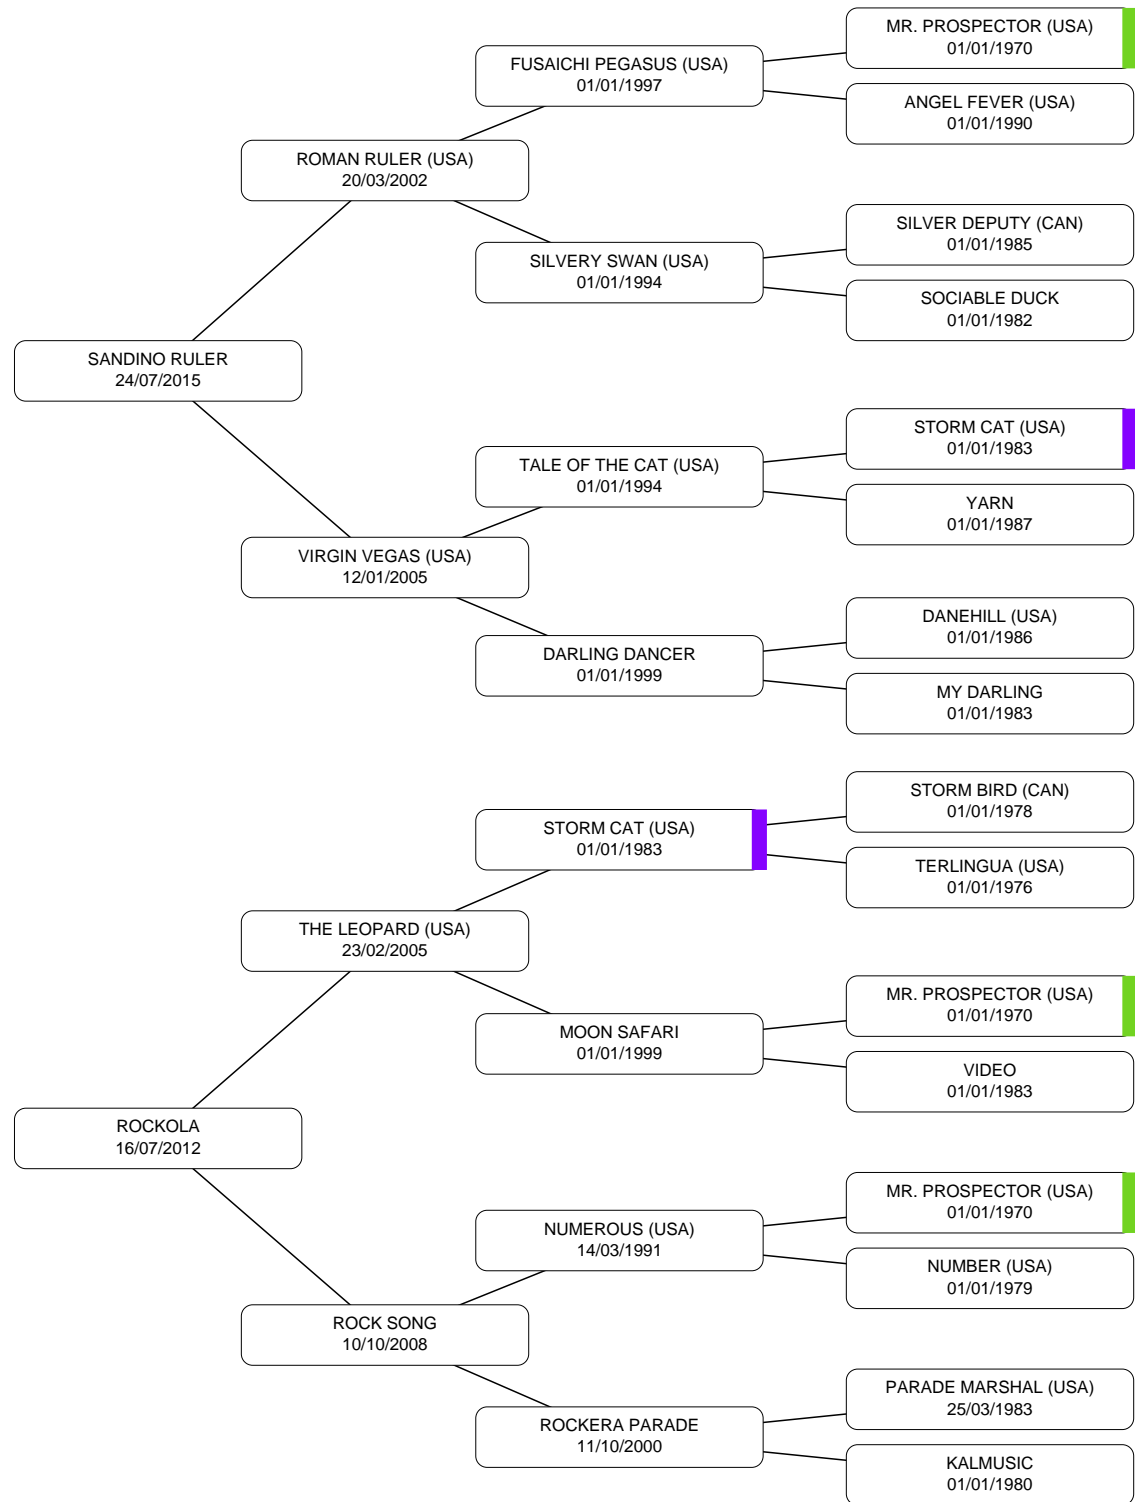 MR. PROSPECTOR (USA)
01/01/1970
FUSAICHI PEGASUS (USA)
01/01/1997
ANGEL FEVER (USA)
01/01/1990
ROMAN RULER (USA)
20/03/2002
SILVER DEPUTY (CAN)
01/01/1985
SILVERY SWAN (USA)
01/01/1994
SOCIABLE DUCK
01/01/1982
SANDINO RULER
24/07/2015
STORM CAT (USA)
01/01/1983
TALE OF THE CAT (USA)
01/01/1994
YARN
01/01/1987
VIRGIN VEGAS (USA)
12/01/2005
DANEHILL (USA)
01/01/1986
DARLING DANCER
01/01/1999
MY DARLING
01/01/1983
STORM BIRD (CAN)
01/01/1978
STORM CAT (USA)
01/01/1983
TERLINGUA (USA)
01/01/1976
THE LEOPARD (USA)
23/02/2005
MR. PROSPECTOR (USA)
01/01/1970
MOON SAFARI
01/01/1999
VIDEO
01/01/1983
ROCKOLA
16/07/2012
MR. PROSPECTOR (USA)
01/01/1970
NUMEROUS (USA)
14/03/1991
NUMBER (USA)
01/01/1979
ROCK SONG
10/10/2008
PARADE MARSHAL (USA)
25/03/1983
ROCKERA PARADE
11/10/2000
KALMUSIC
01/01/1980